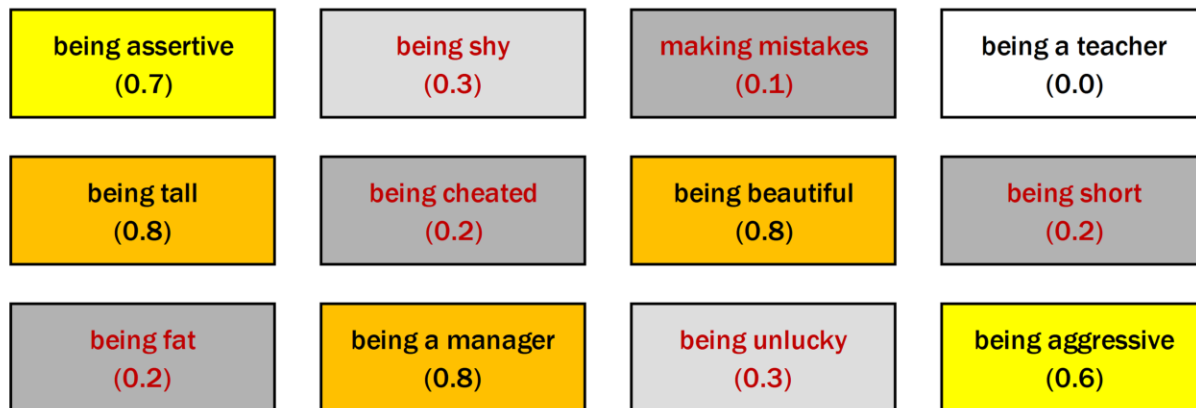 being assertive
(0.7)
being shy
(0.3)
making mistakes
(0.1)
being a teacher
(0.0)
being tall
(0.8)
being cheated
(0.2)
being beautiful
(0.8)
being short
(0.2)
being fat
(0.2)
being a manager
(0.8)
being unlucky
(0.3)
being aggressive
(0.6)